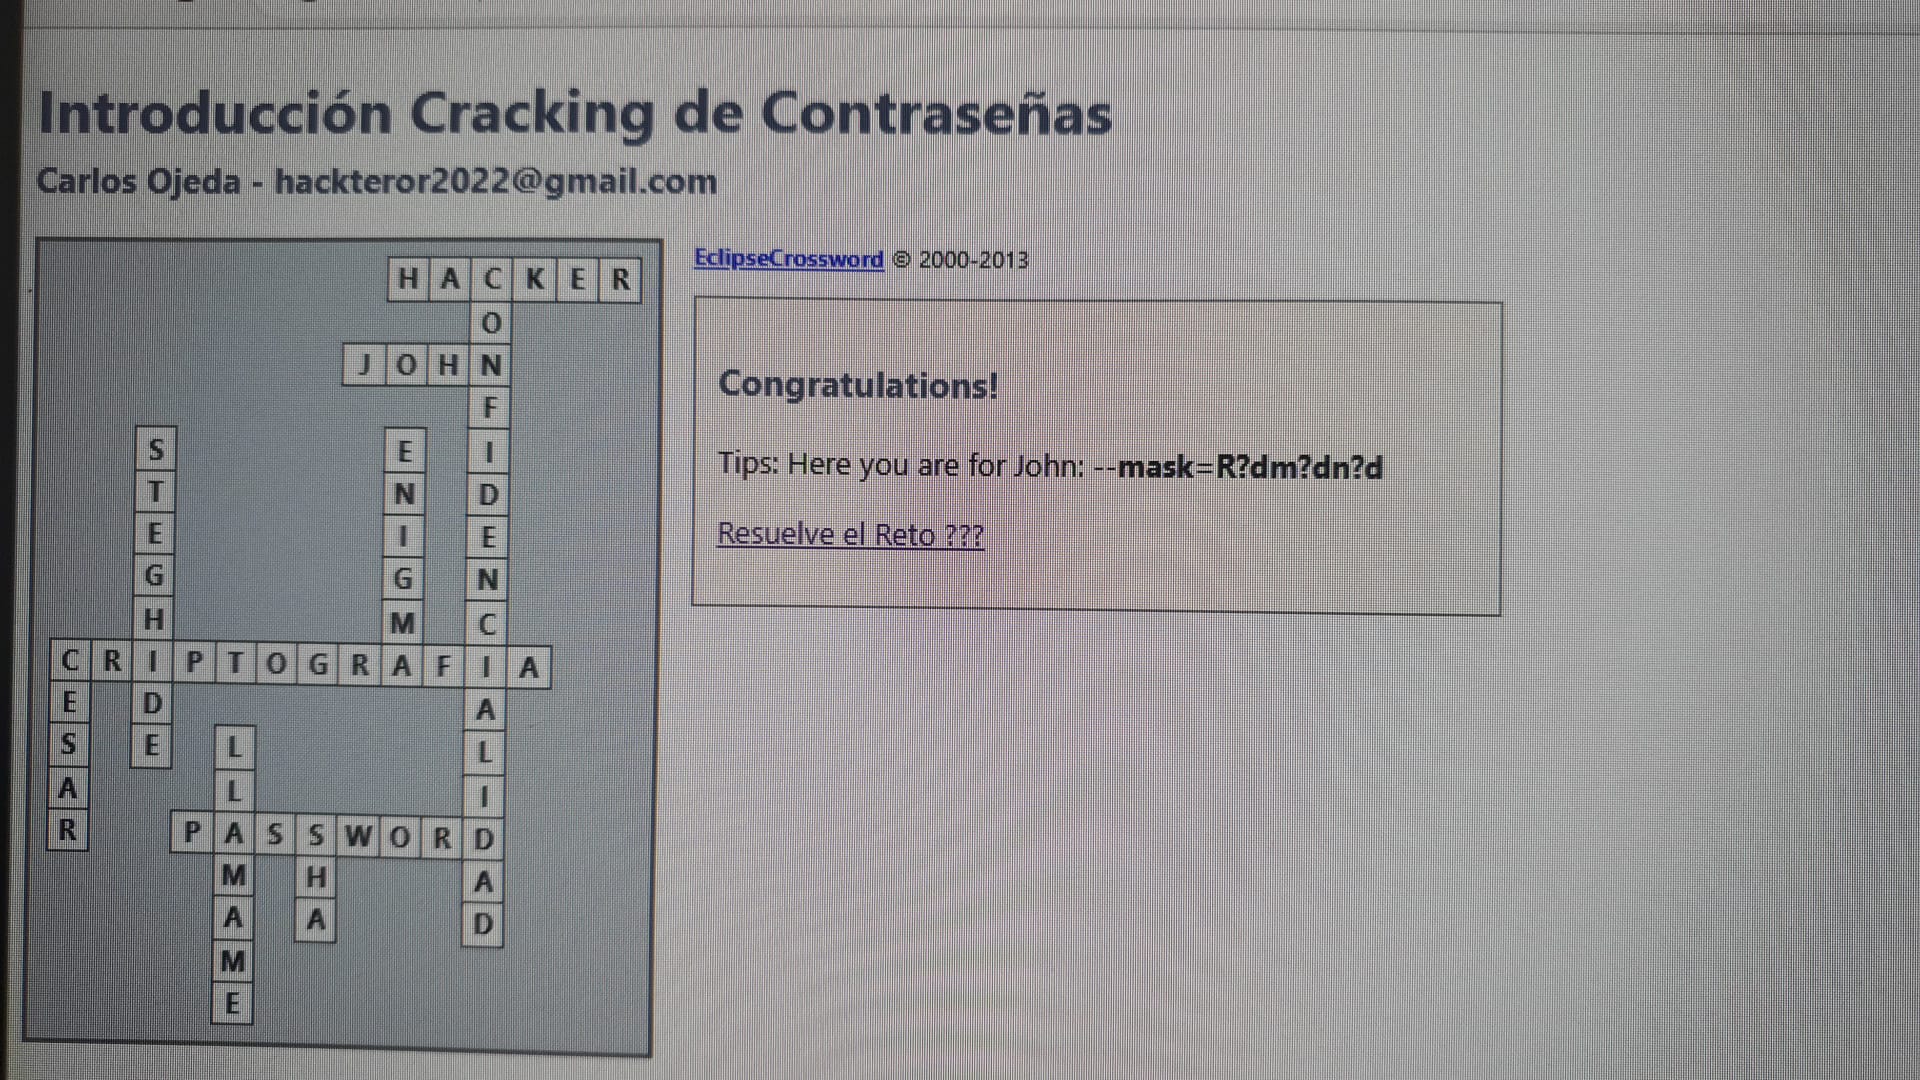 Introducción Cracking de Contraseñas
Carlos Ojeda - hackteror2022@gmail.com
EclipseCrossword © 2000-2013
HACKER
JOHN
CONFIDENCIALIDAD
STEGHIDE
ENIGMA
CRIPTOGRAFIA
CESAR
LLAMAME
PASSWORD
SHA
Congratulations!
Tips: Here you are for John: --mask=R?dm?dn?d
Resuelve el Reto ???